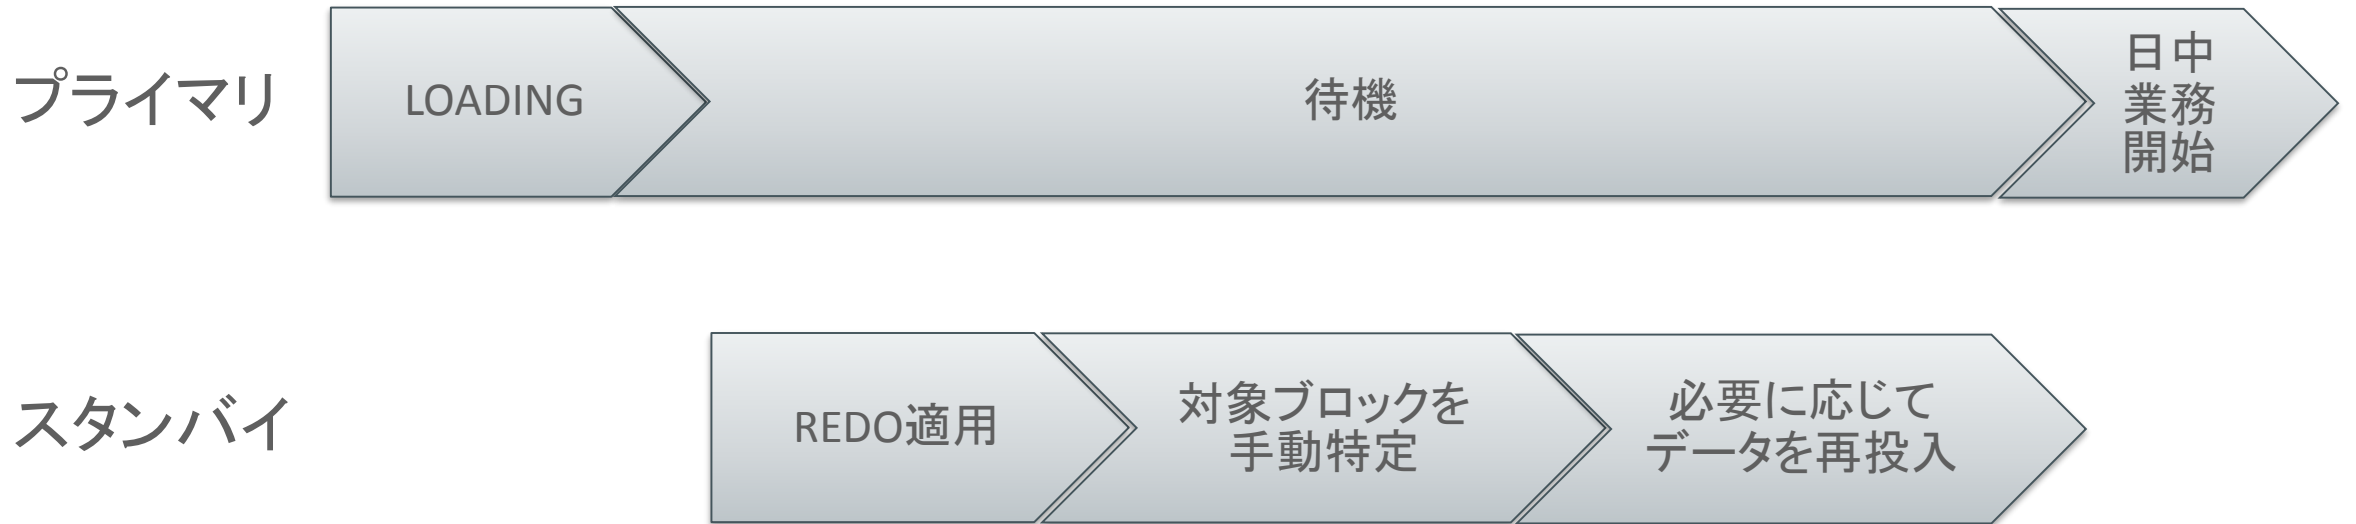 プライマリ
LOADING
待機
日中
業務
開始
スタンバイ
REDO適用
対象ブロックを
手動特定
必要に応じて
データを再投入